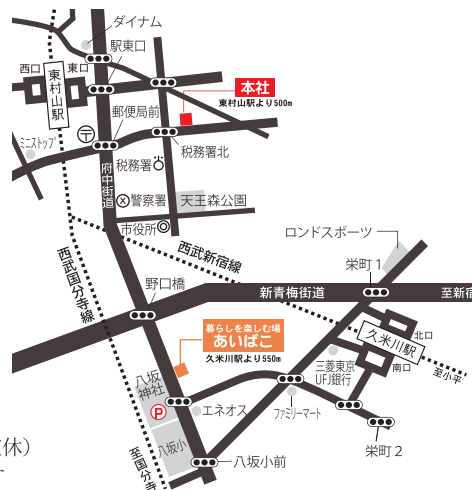 ダイナム
駅東口
西口
東口
東村山駅
本社
東村山駅より500m
郵便局前
ミニストップ
税務署
税務署北
府中街道
警察署
天王森公園
市役所
ロンドスポーツ
西武新宿線
西武国分寺線
栄町1
野口橋
新青梅街道
至新宿
暮らしを楽しむ場
あいばこ
久米川駅より550m
久米川駅
北口
南口
至小平
三菱東京
UFJ銀行
八坂
神社
P
エネオス
ファミリーマート
八坂小
八坂小前
栄町2
至国分寺
休)